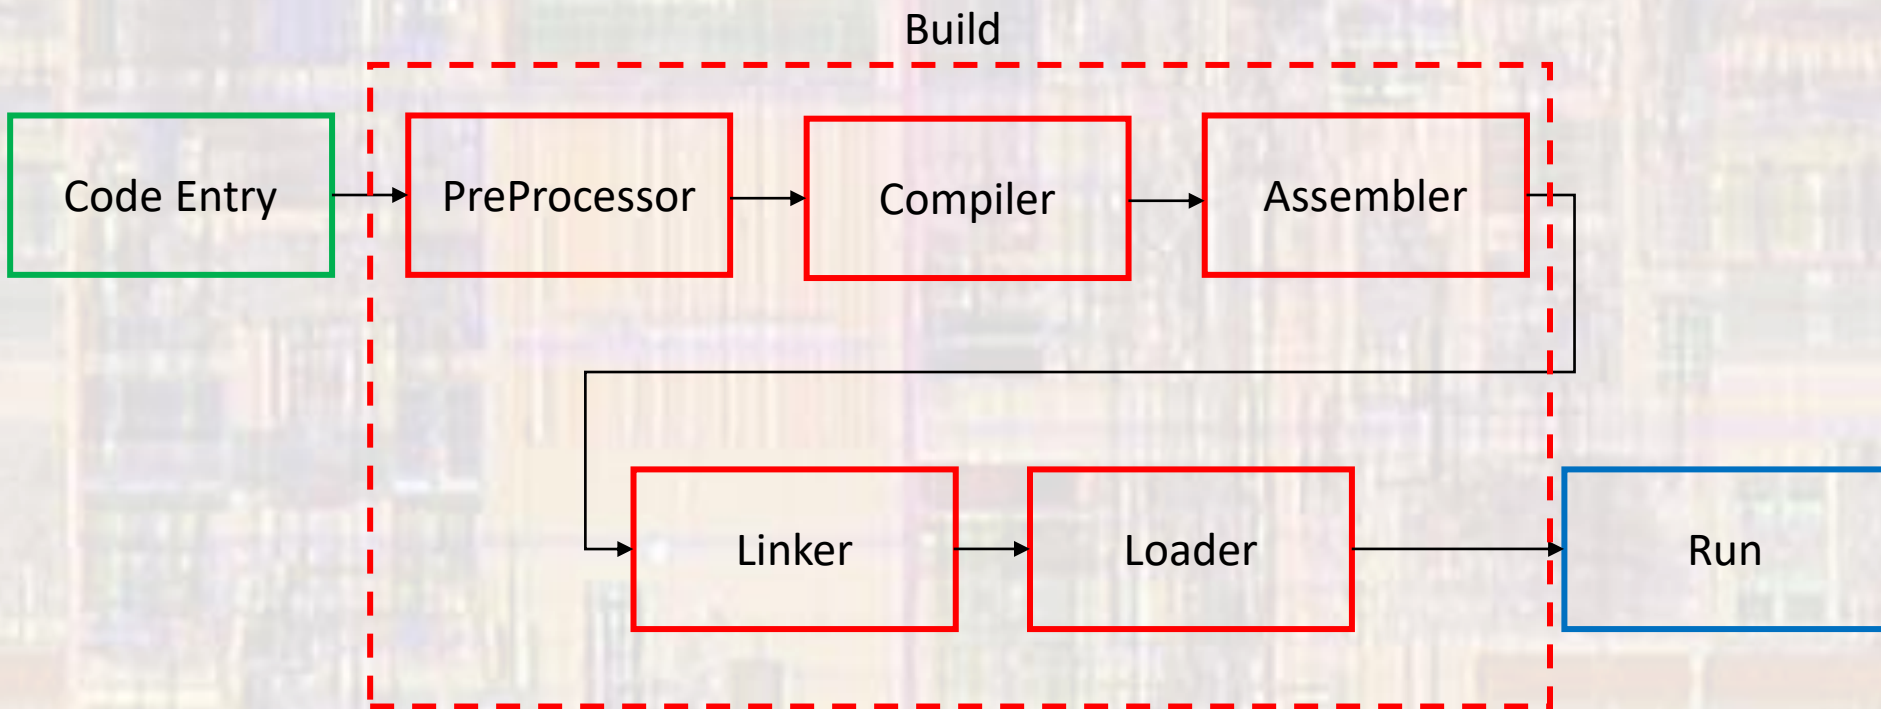 Build
Code Entry
PreProcessor
Compiler
Assembler
Linker
Loader
Run